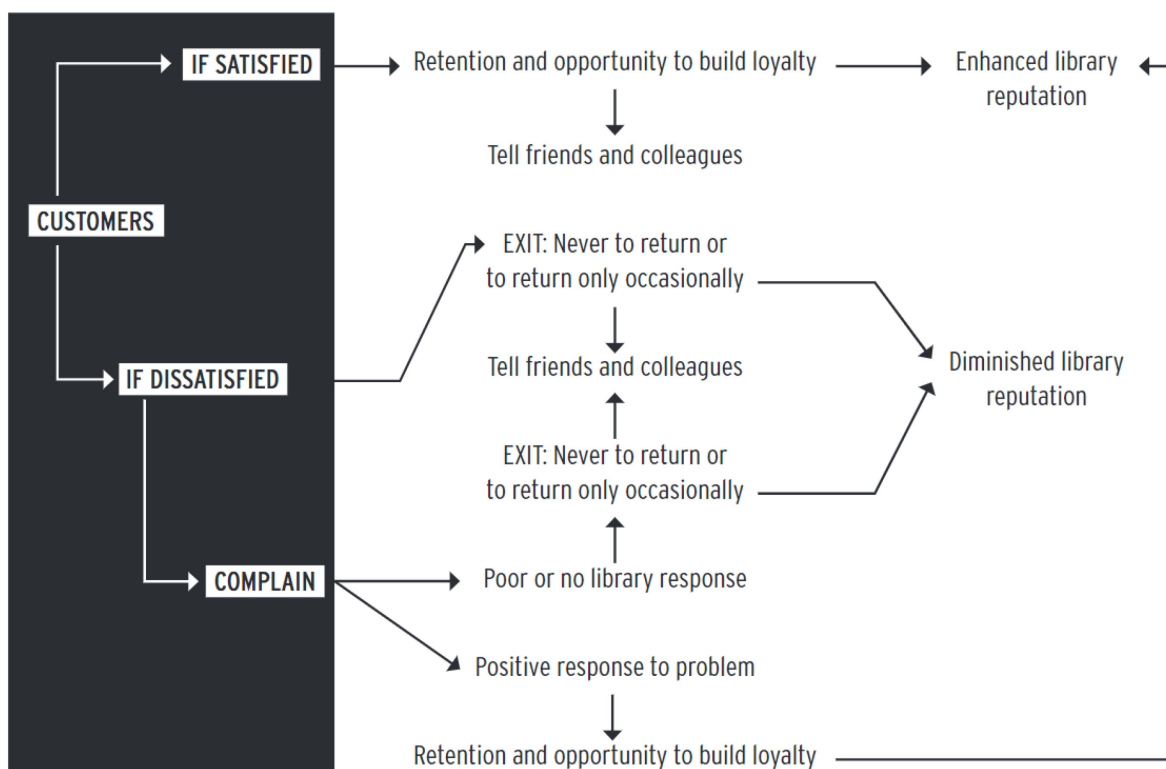 IF SATISFIED
Retention and opportunity to build loyalty
Enhanced library
reputation
Tell friends and colleagues
CUSTOMERS
EXIT: Never to return or
to return only occasionally
IF DISSATISFIED
Tell friends and colleagues
Diminished library
reputation
EXIT: Never to return or
to return only occasionally
COMPLAIN
Poor or no library response
Positive response to problem
Retention and opportunity to build loyalty